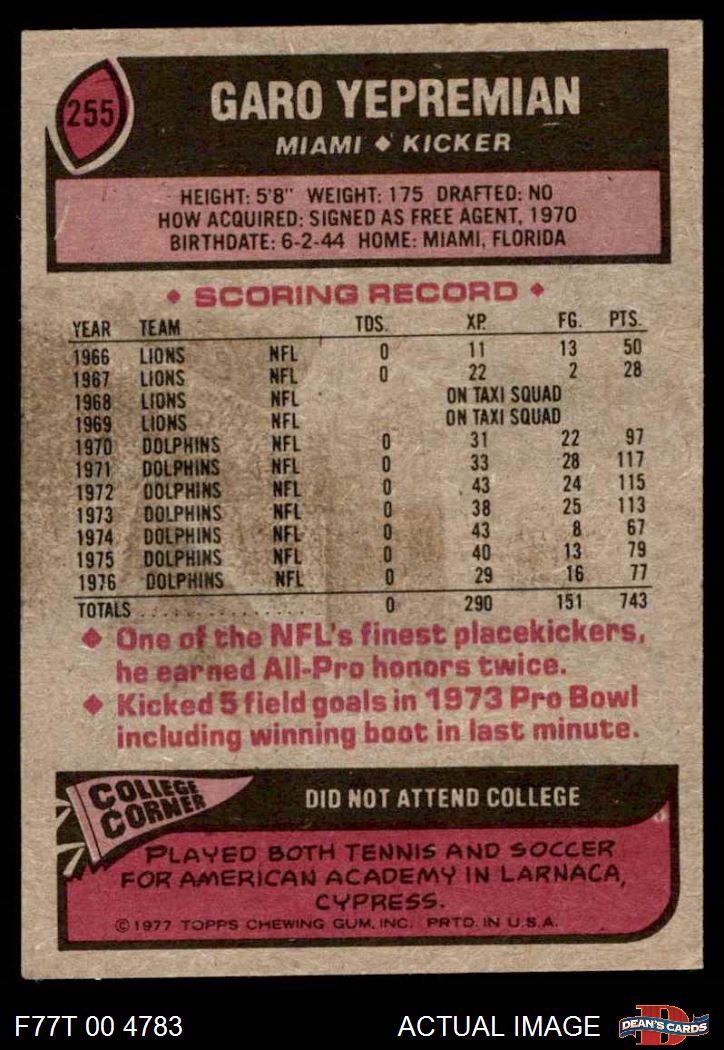 255
GARO YEPREMIAN
MIAMI ◆ KICKER
HEIGHT: 5'8" WEIGHT: 175 DRAFTED: NO
HOW ACQUIRED: SIGNED AS FREE AGENT, 1970
BIRTHDATE: 6-2-44 HOME: MIAMI, FLORIDA
◆ SCORING RECORD ◆
YEAR TEAM TDS. XP. FG. PTS.
1966 LIONS NFL 0 11 13 50
1967 LIONS NFL 0 22 2 28
1968 LIONS NFL ON TAXI SQUAD
1969 LIONS NFL ON TAXI SQUAD
1970 DOLPHINS NFL 0 31 22 97
1971 DOLPHINS NFL 0 33 28 117
1972 DOLPHINS NFL 0 43 24 115
1973 DOLPHINS NFL 0 38 25 113
1974 DOLPHINS NFL 0 43 8 67
1975 DOLPHINS NFL 0 40 13 79
1976 DOLPHINS NFL 0 29 16 77
TOTALS . . . . . . . . . . . . . . . . 0 290 151 743
◆ One of the NFL's finest placekickers,
he earned All-Pro honors twice.
◆ Kicked 5 field goals in 1973 Pro Bowl
including winning boot in last minute.
COLLEGE
CORNER
DID NOT ATTEND COLLEGE
PLAYED BOTH TENNIS AND SOCCER
FOR AMERICAN ACADEMY IN LARNACA,
CYPRESS.
©1977 TOPPS CHEWING GUM, INC. PRTD. IN U.S.A.
F77T 00 4783 ACTUAL IMAGE
D
DEAN'S CARDS